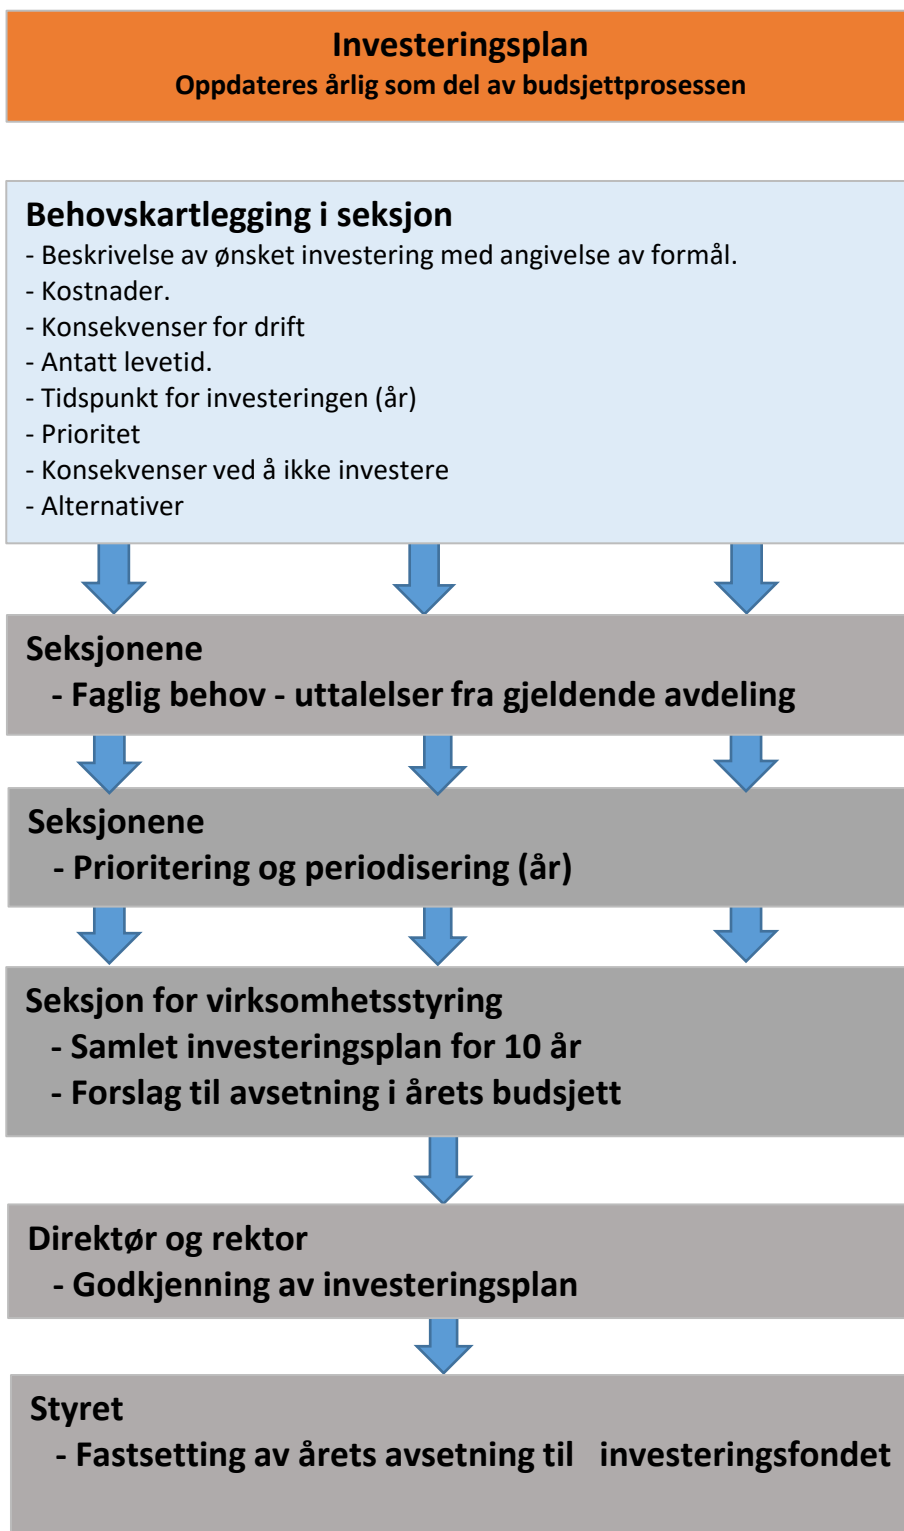 Investeringsplan
Oppdateres årlig som del av budsjettprosessen
Behovskartlegging i seksjon
- Beskrivelse av ønsket investering med angivelse av formål.
- Kostnader.
- Konsekvenser for drift
- Antatt levetid.
- Tidspunkt for investeringen (år)
- Prioritet
- Konsekvenser ved å ikke investere
- Alternativer
Seksjonene
- Faglig behov - uttalelser fra gjeldende avdeling
Seksjonene
- Prioritering og periodisering (år)
Seksjon for virksomhetsstyring
- Samlet investeringsplan for 10 år
- Forslag til avsetning i årets budsjett
Direktør og rektor
- Godkjenning av investeringsplan
Styret
- Fastsetting av årets avsetning til investeringsfondet